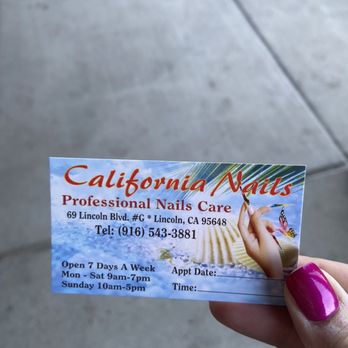 California Nails
Professional Nails Care
69 Lincoln Blvd. #G * Lincoln, CA 95648
Tel: (916) 543-3881
Open 7 Days A Week
Mon - Sat 9am-7pm
Sunday 10am-5pm
Appt Date:
Time: